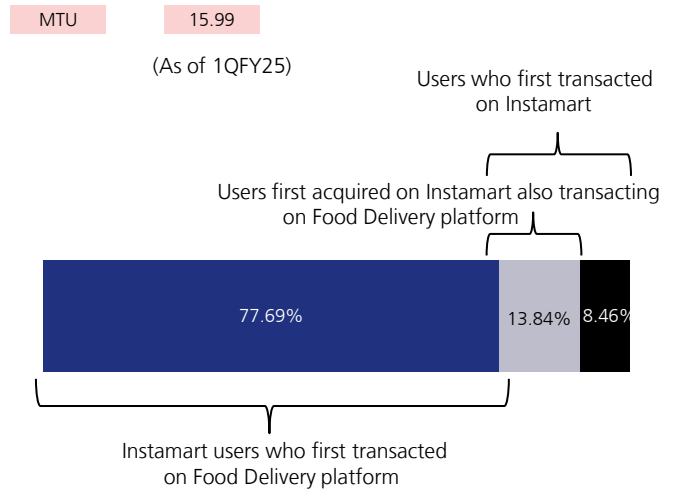 MTU 15.99
(As of 1QFY25)
Users who first transacted
on Instamart
Users first acquired on Instamart also transacting
on Food Delivery platform
77.69% 13.84% 8.46%
Instamart users who first transacted
on Food Delivery platform